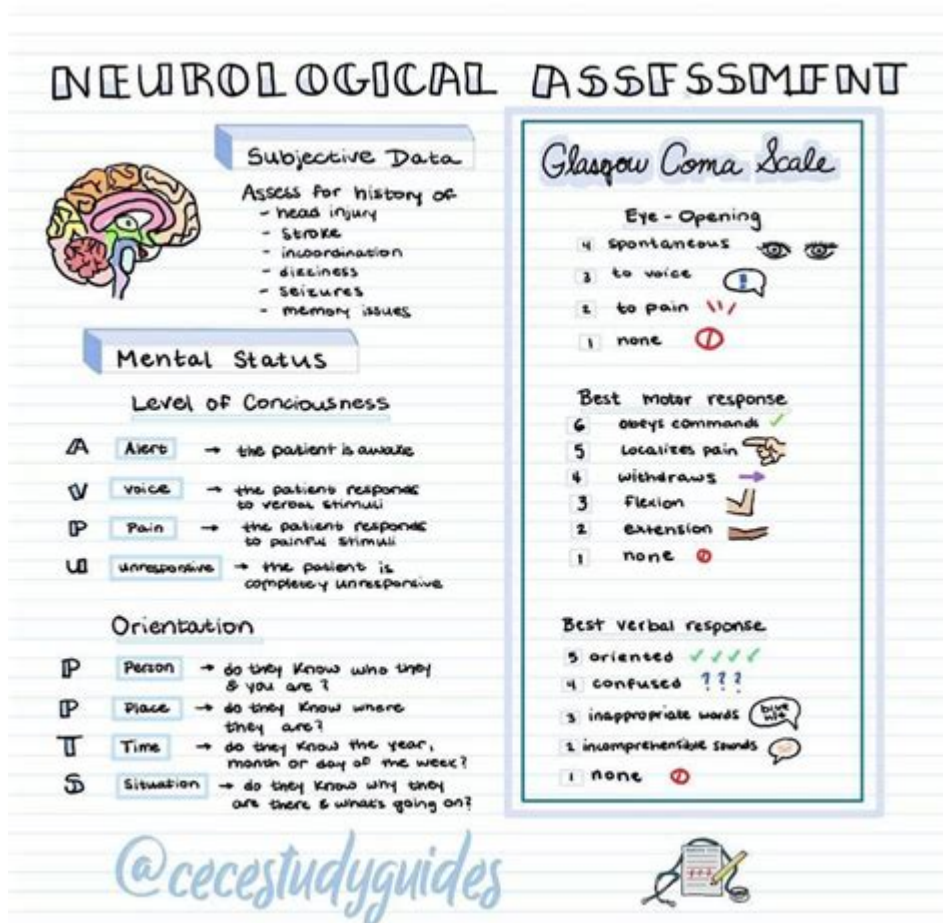 NEUROLOGICAL ASSESSMENT
Subjective Data
Assess for history of
- head injury
- stroke
- incoordination
- dizziness
- seizures
- memory issues
Mental Status
Level of Conciousness
A Alert → the patient is awake
V voice → the patient responds
to verbal stimuli
P Pain → the patient responds
to painful stimuli
U unresponsive → the patient is
completely unresponsive
Orientation
P Person → do they know who they
& you are?
P Place → do they know where
they are?
T Time → do they know the year,
month or day of the week?
S Situation → do they know why they
are there & what's going on?
Glasgow Coma Scale
Eye-Opening
4 spontaneous
3 to voice
2 to pain
1 none
Best motor response
6 obeys commands
5 Localizes pain
4 withdraws
3 flexion
2 extension
1 none
Best verbal response
5 oriented
4 confused ???
3 inappropriate words
2 incomprehensible sounds
1 none
@cecestudyguides